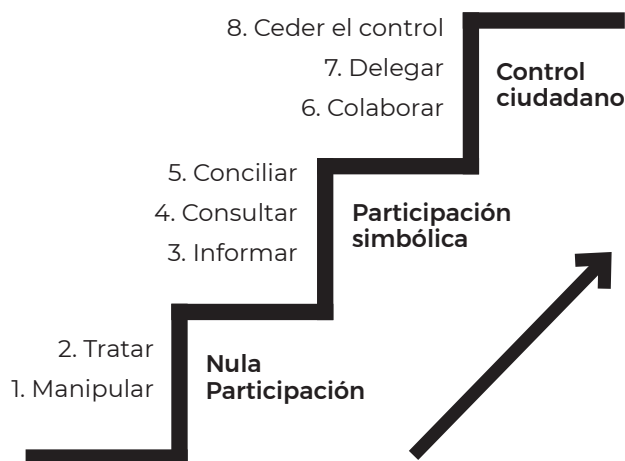 8. Ceder el control
7. Delegar
6. Colaborar
Control
ciudadano
5. Conciliar
4. Consultar
3. Informar
Participación
simbólica
2. Tratar
1. Manipular
Nula
Participación